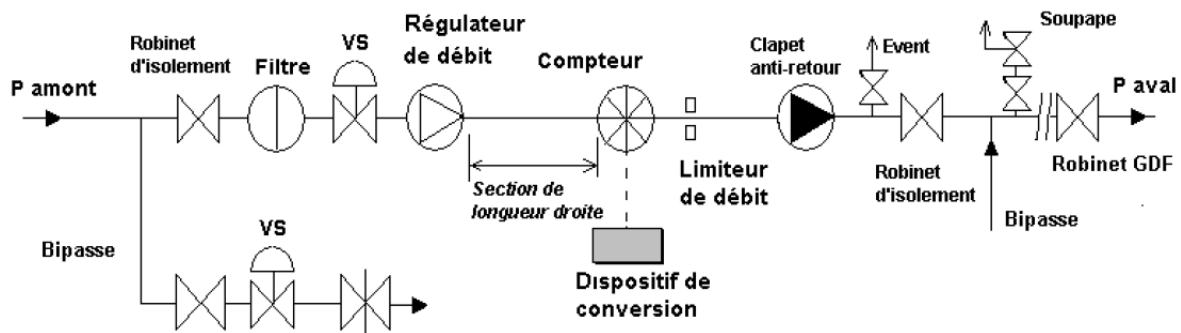 P amont
Robinet
d'isolement
Filtre
VS
Régulateur
de débit
Compteur
Clapet
anti-retour
Event
Soupape
P aval
Section de
longueur droite
Limiteur
de débit
Robinet
d'isolement
Robinet GDF
Bipasse
Bipasse
VS
Dispositif de
conversion